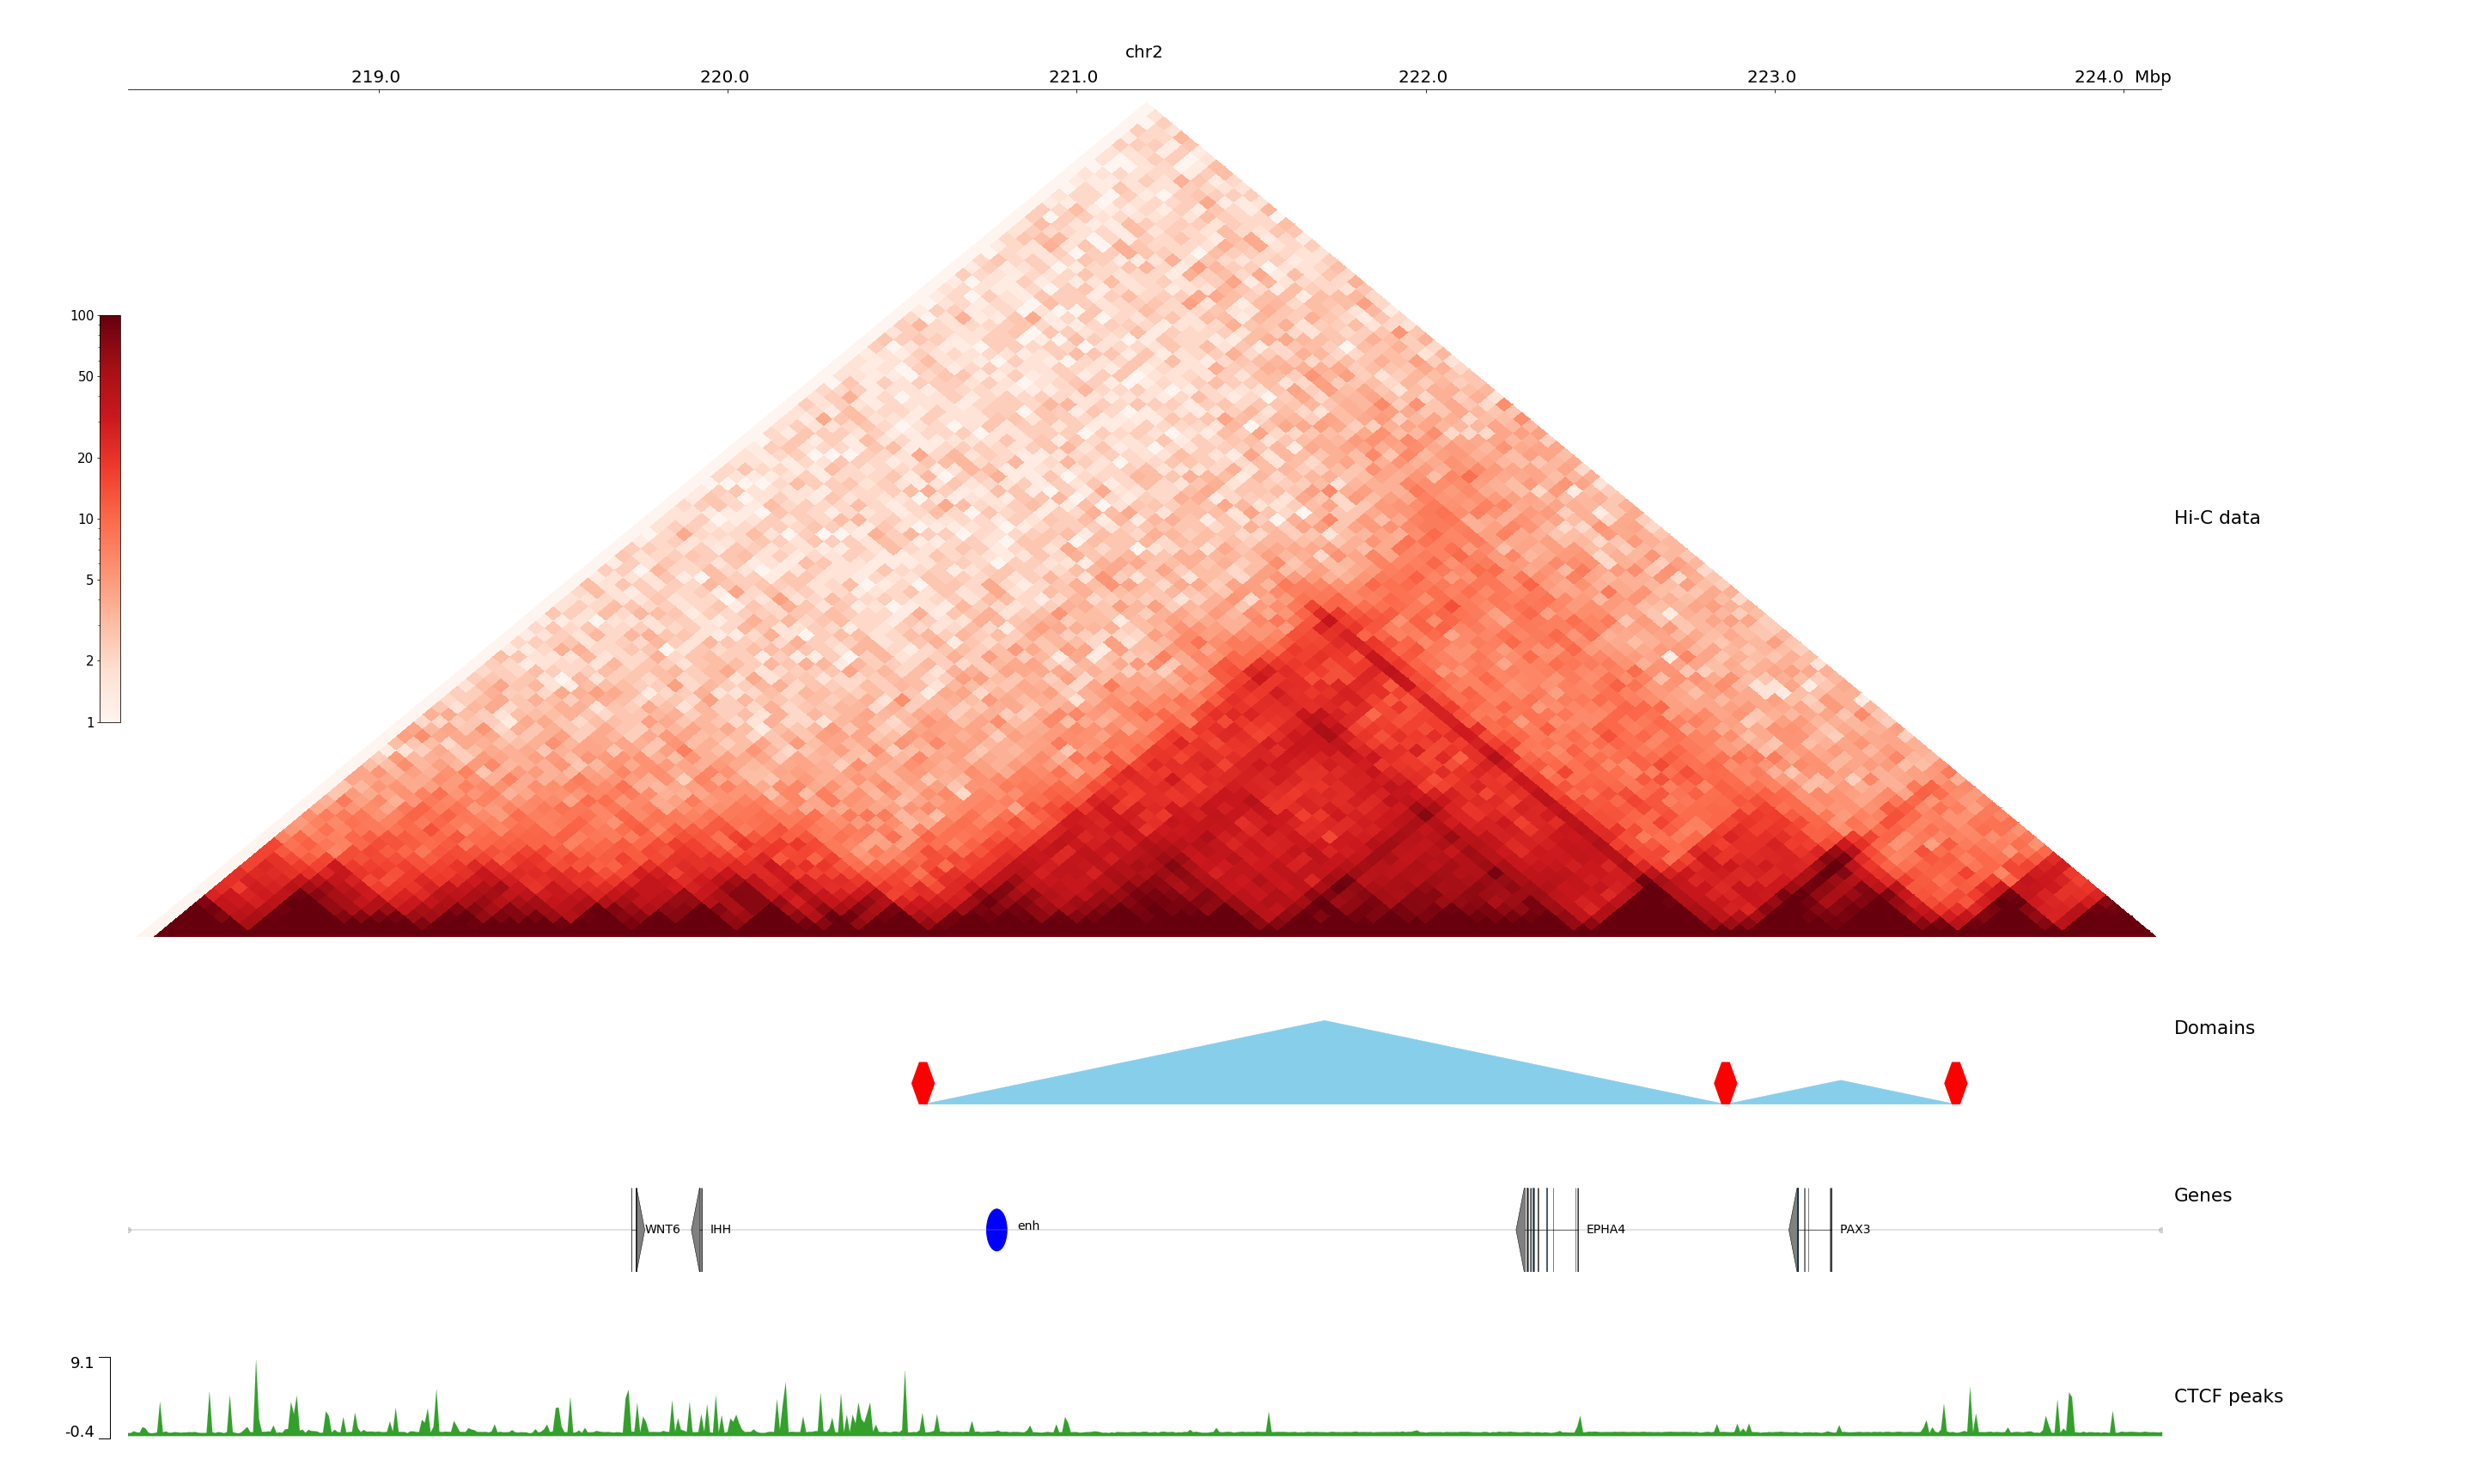 chr2
219.0 220.0 221.0 222.0 223.0 224.0 Mbp
100
50
20
10
5
2
1
Hi-C data
Domains
Genes
WNT6 IHH enh EPHA4 PAX3
9.1
-0.4
CTCF peaks